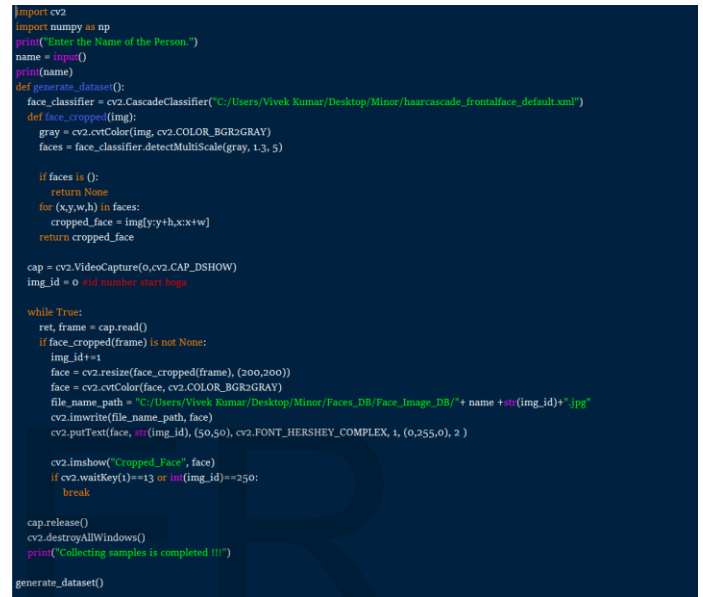 import cv2
import numpy as np
print("Enter the Name of the Person.")
name = input()
print(name)
def generate_dataset():
face_classifier = cv2.CascadeClassifier("C:/Users/Vivek Kumar/Desktop/Minor/haarcascade_frontalface_default.xml")
def face_cropped(img):
gray = cv2.cvtColor(img, cv2.COLOR_BGR2GRAY)
faces = face_classifier.detectMultiScale(gray, 1.3, 5)
if faces is ():
return None
for (x,y,w,h) in faces:
cropped_face = img[y:y+h,x:x+w]
return cropped_face
cap = cv2.VideoCapture(0,cv2.CAP_DSHOW)
img_id = 0 #id number start hoga
while True:
ret, frame = cap.read()
if face_cropped(frame) is not None:
img_id+=1
face = cv2.resize(face_cropped(frame), (200,200))
face = cv2.cvtColor(face, cv2.COLOR_BGR2GRAY)
file_name_path = "C:/Users/Vivek Kumar/Desktop/Minor/Faces_DB/Face_Image_DB/"+ name +str(img_id)+".jpg"
cv2.imwrite(file_name_path, face)
cv2.putText(face, str(img_id), (50,50), cv2.FONT_HERSHEY_COMPLEX, 1, (0,255,0), 2 )
cv2.imshow("Cropped_Face", face)
if cv2.waitKey(1)==13 or int(img_id)==250:
break
cap.release()
cv2.destroyAllWindows()
print("Collecting samples is completed !!!")
generate_dataset()
FR